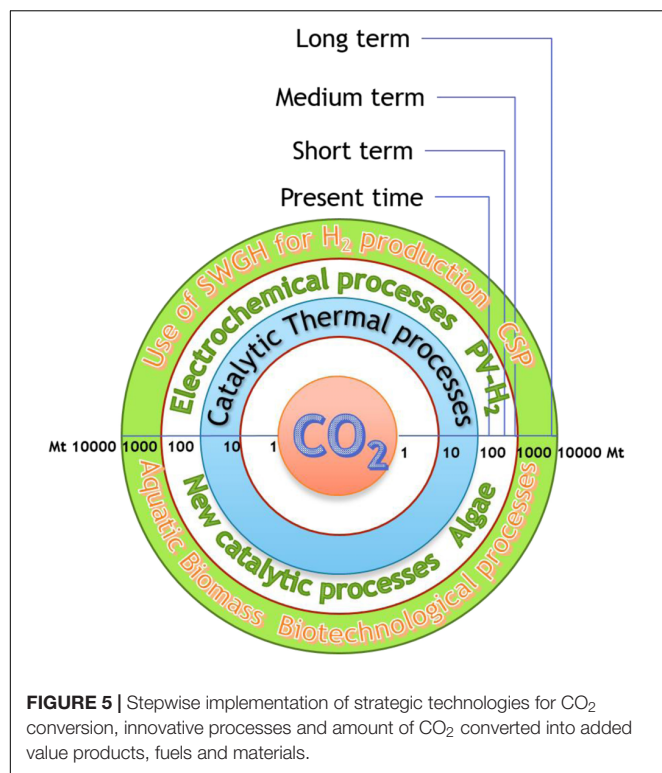 Long term
Medium term
Short term
Present time
Use of SWGH for H₂ production CSP
Electrochemical processes PV-H₂
Catalytic Thermal processes
CO₂
Mt 10000 1000 100 10 1 1 10 100 1000 10000 Mt
New catalytic processes Algae
Aquatic Biomass Biotechnological processes
FIGURE 5 | Stepwise implementation of strategic technologies for CO₂
conversion, innovative processes and amount of CO₂ converted into added
value products, fuels and materials.